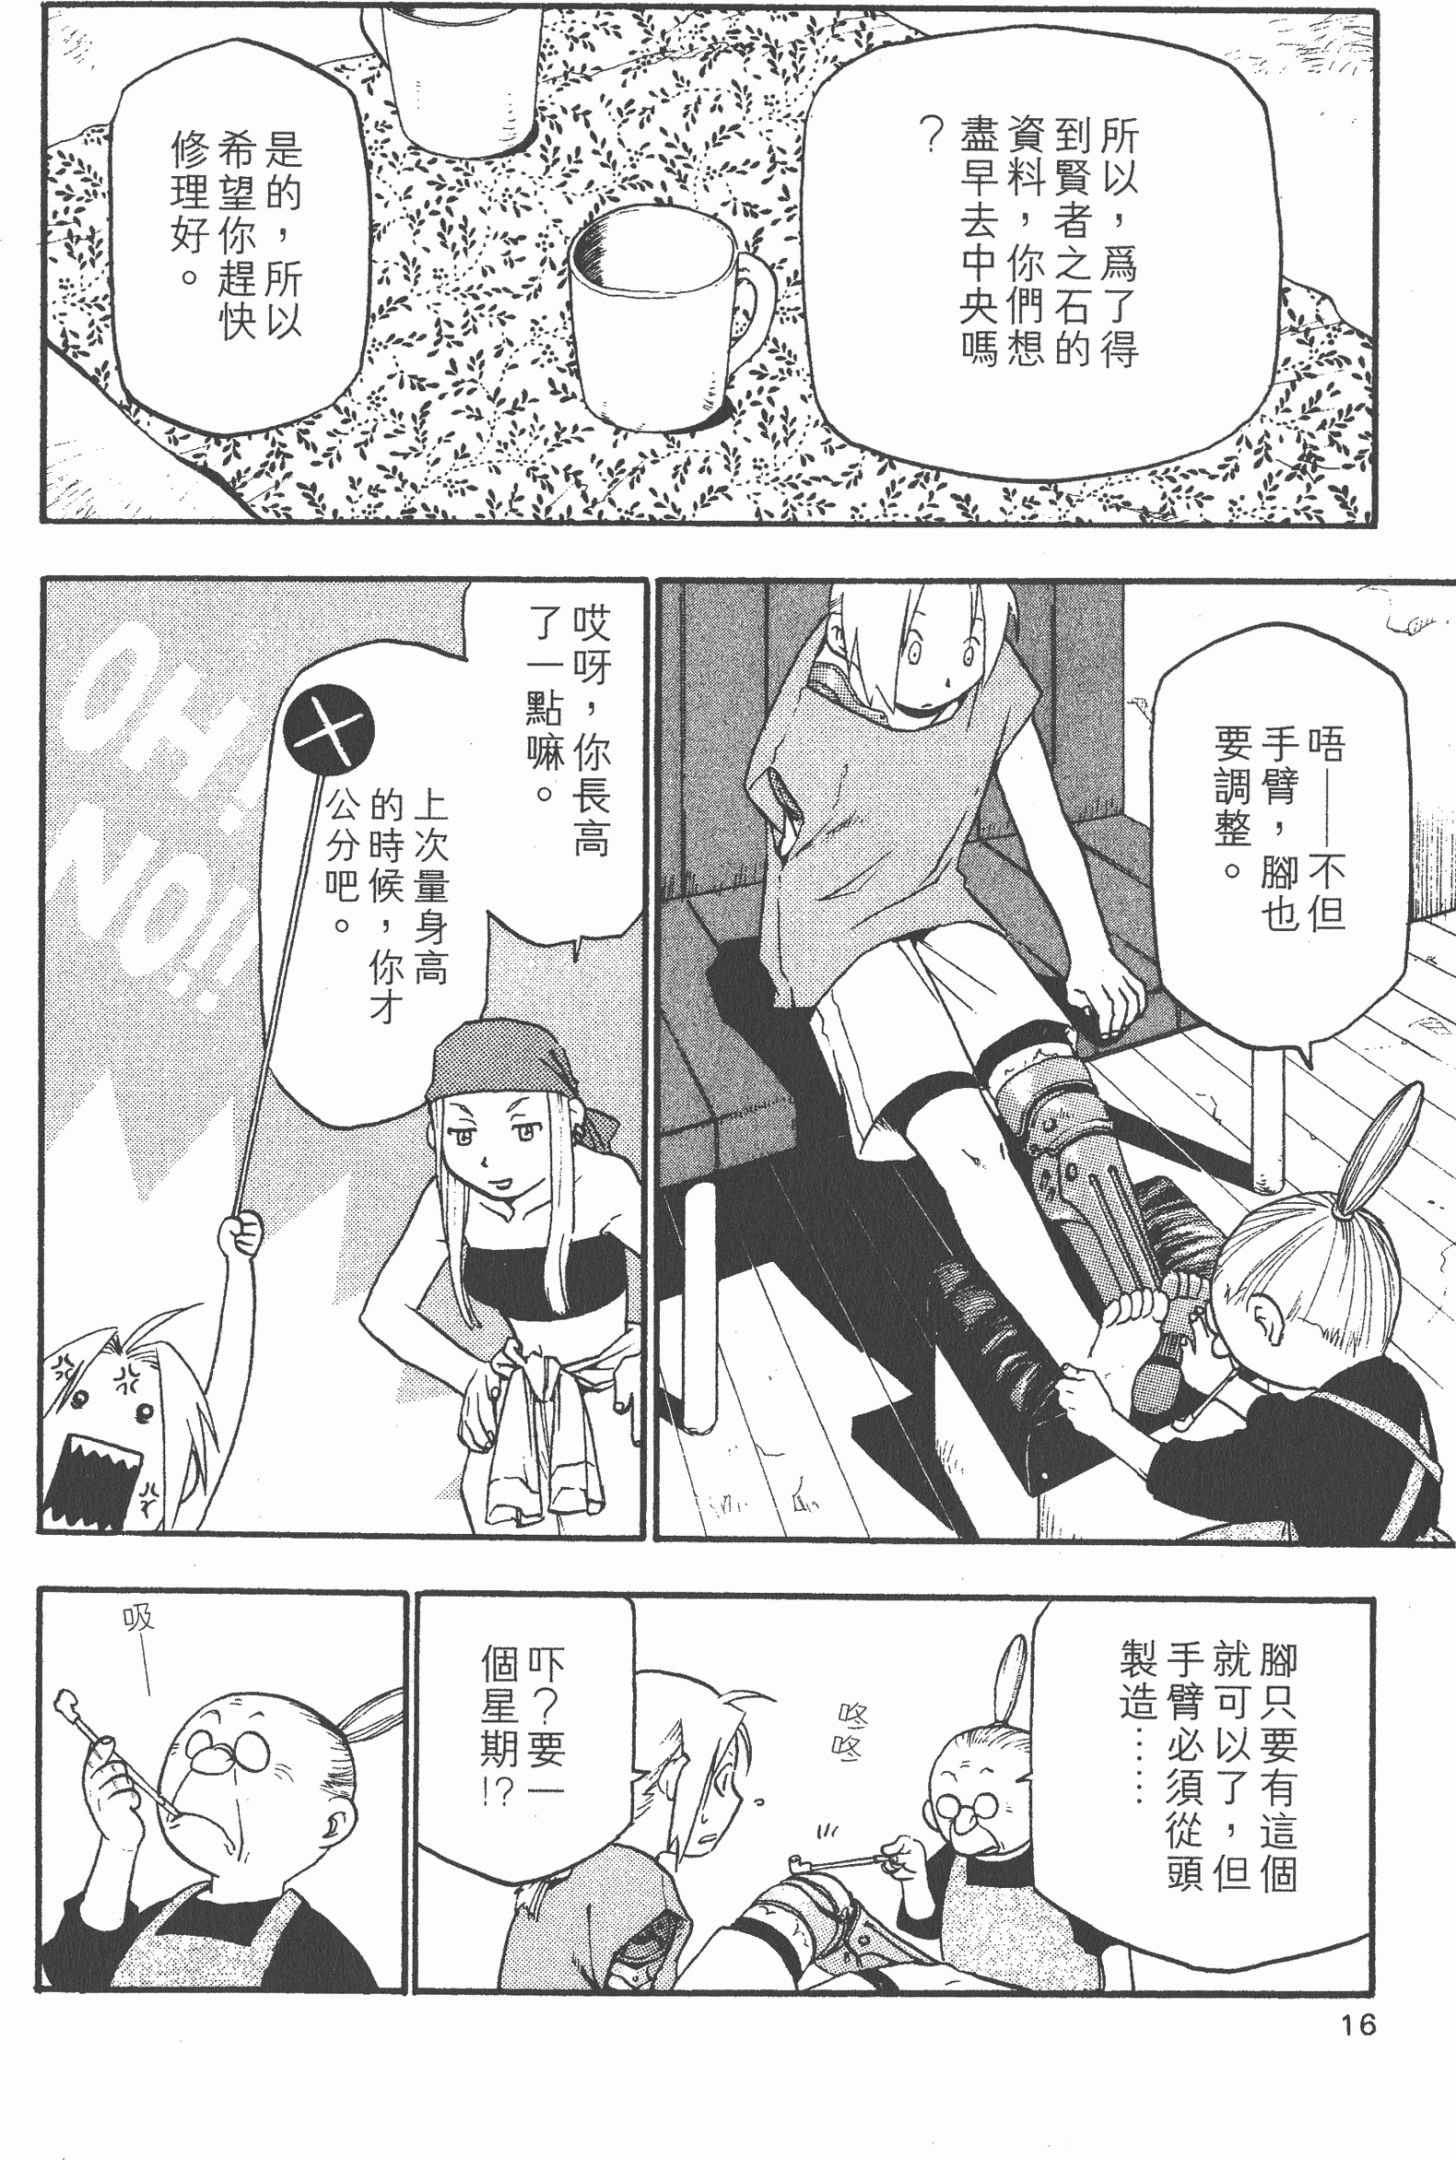 所以，爲了得
到賢者之石的
資料，你們想
盡早去中央嗎
？
是的，所以
希望你趕快
修理好。
唔——不但
手臂，腳也
要調整。
哎呀，你長高
了一點嘛。
上次量身高
的時候，你才
公分吧。
OH!
NO!!
腳只要有這個
就可以了，但
手臂必須從頭
製造……
咚
咚
吓？要一
個星期!?
吸
16